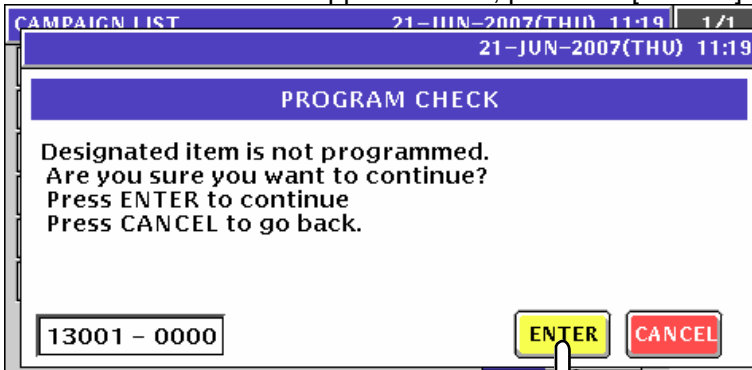 CAMPAIGN LIST 21-JUN-2007(THU) 11:19 1/1
21-JUN-2007(THU) 11:19
PROGRAM CHECK
Designated item is not programmed.
Are you sure you want to continue?
Press ENTER to continue
Press CANCEL to go back.
13001 - 0000 ENTER CANCEL